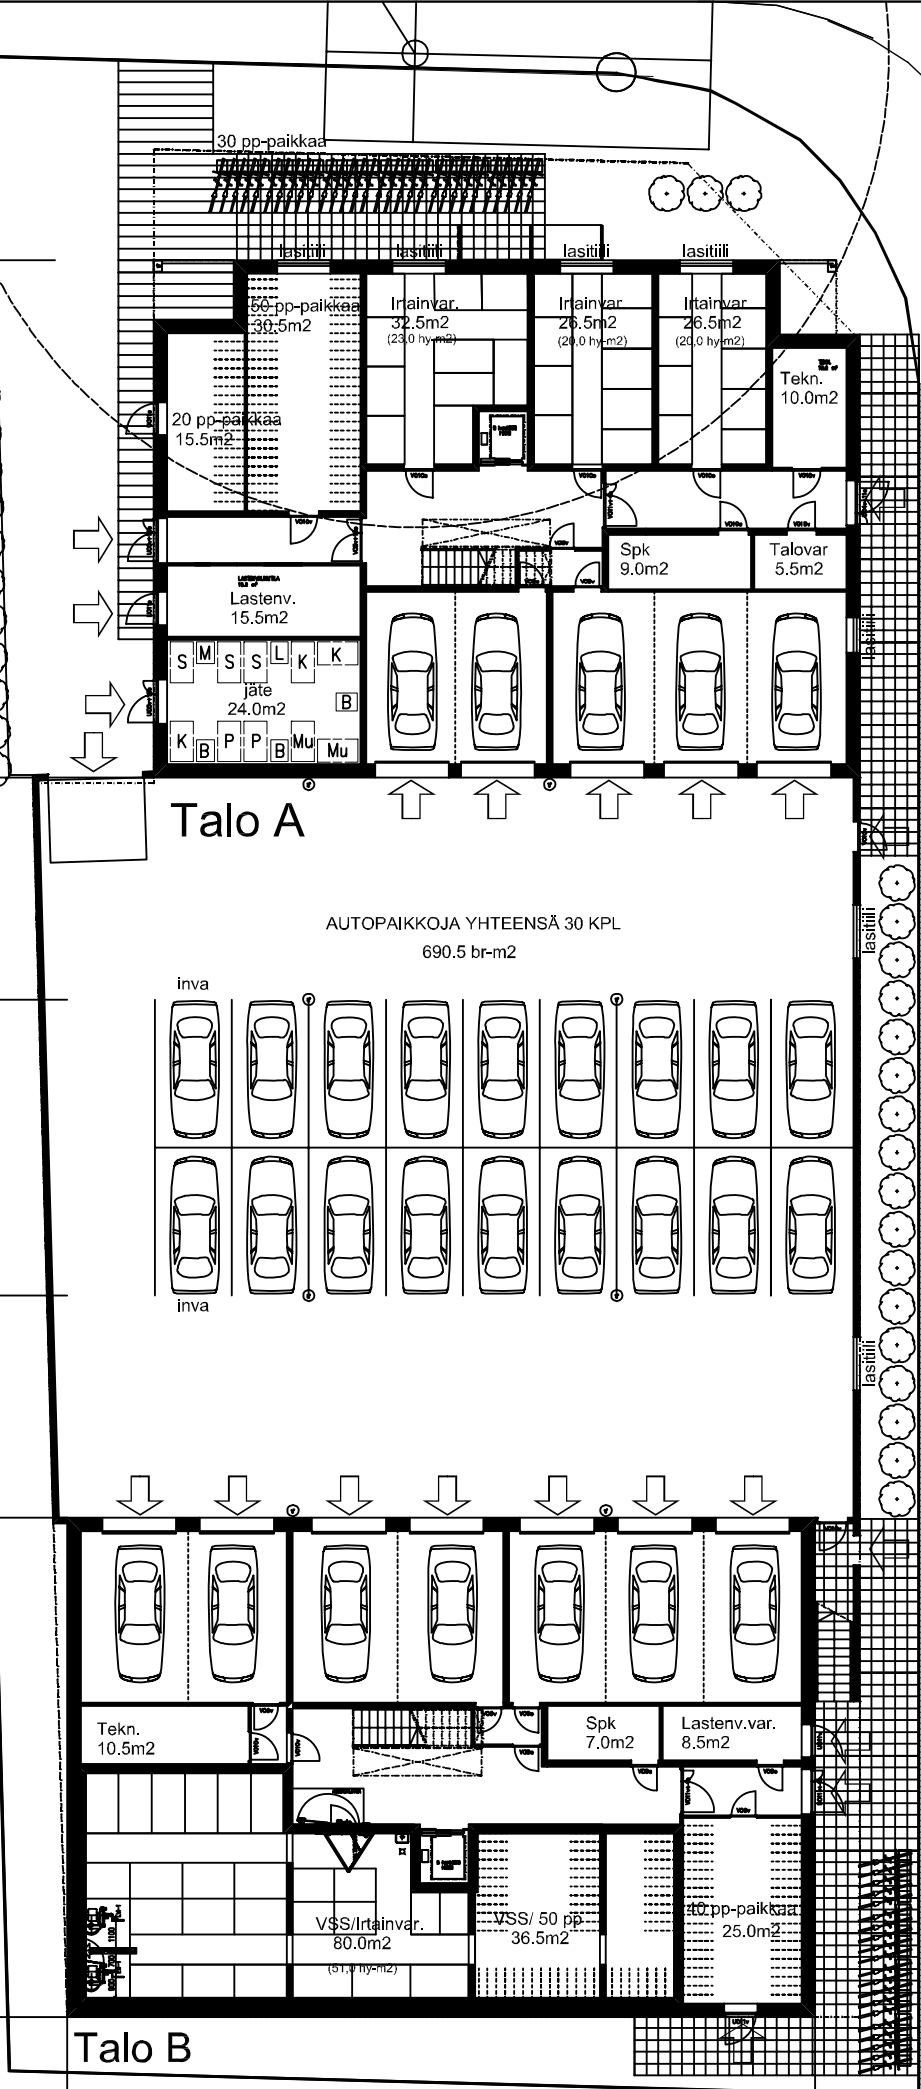 30 pp-paikkaa
lasitiili
lasitiili
lasitiili
lasitiili
50 pp-paikkaa
30.5m2
Irtainvar.
32.5m2
(23,0 hy-m2)
Irtainvar
26.5m2
(20,0 hy-m2)
Irtainvar
26.5m2
(20,0 hy-m2)
Tekn.
10.0m2
20 pp-paikkaa
15.5m2
Spk
9.0m2
Talovar
5.5m2
Lastenv.
15.5m2
lasitiili
S M S S L K K
jäte
24.0m2
B
K B P P B Mu Mu
Talo A
AUTOPAIKKOJA YHTEENSÄ 30 KPL
690.5 br-m2
lasitiili
inva
inva
lasitiili
Tekn.
10.5m2
Spk
7.0m2
Lastenv.var.
8.5m2
VSS/Irtainvar.
80.0m2
(51,0 hy-m2)
VSS/ 50 pp
36.5m2
40 pp-paikkaa
25.0m2
Talo B